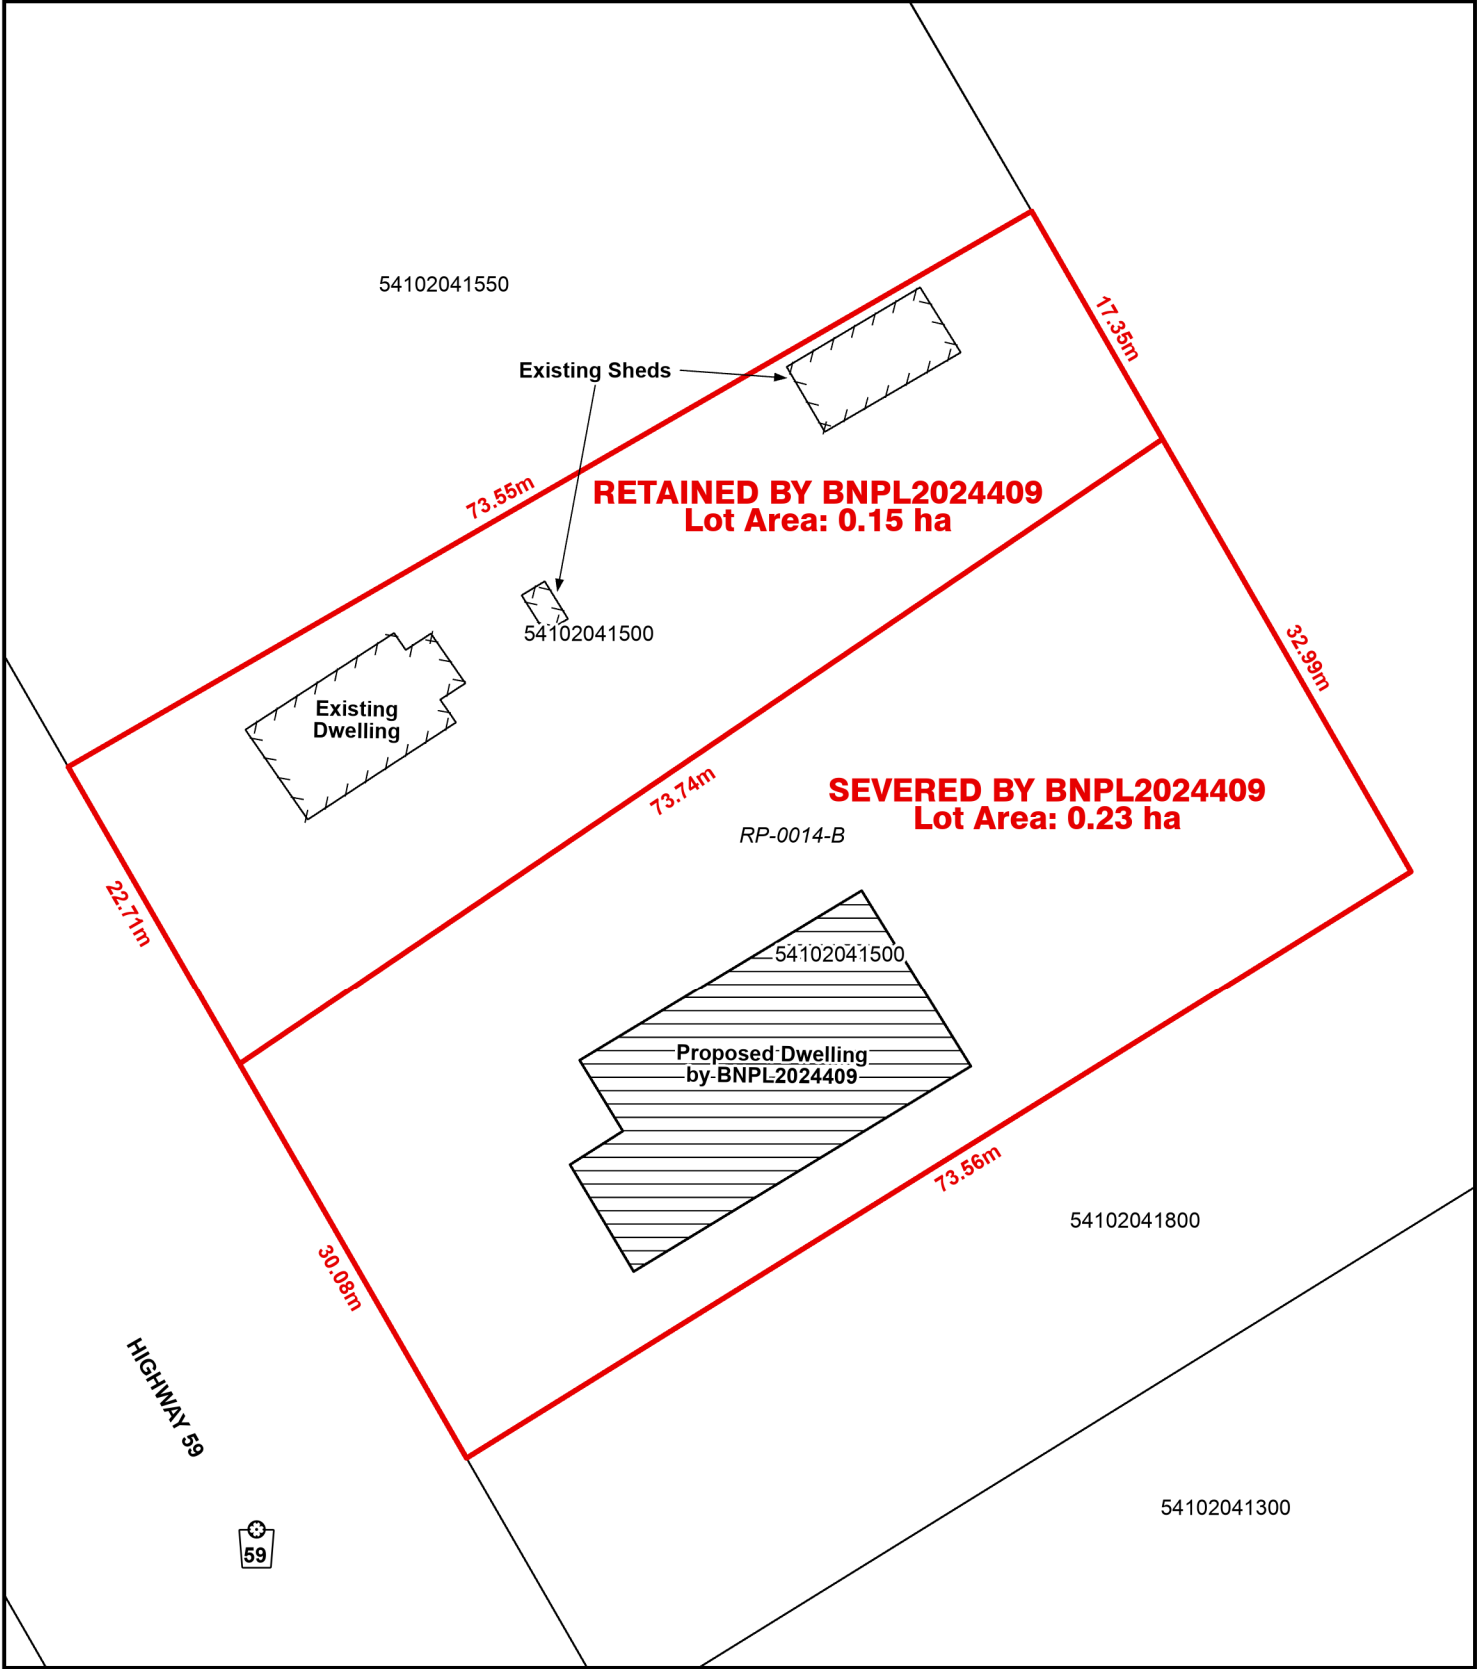 54102041550
17.35m
Existing Sheds
73.55m
RETAINED BY BNPL2024409
Lot Area: 0.15 ha
54102041500
32.99m
Existing
Dwelling
73.74m
SEVERED BY BNPL2024409
Lot Area: 0.23 ha
RP-0014-B
22.71m
54102041500
Proposed Dwelling
by BNPL2024409
73.56m
54102041800
30.08m
HIGHWAY 59
54102041300
59